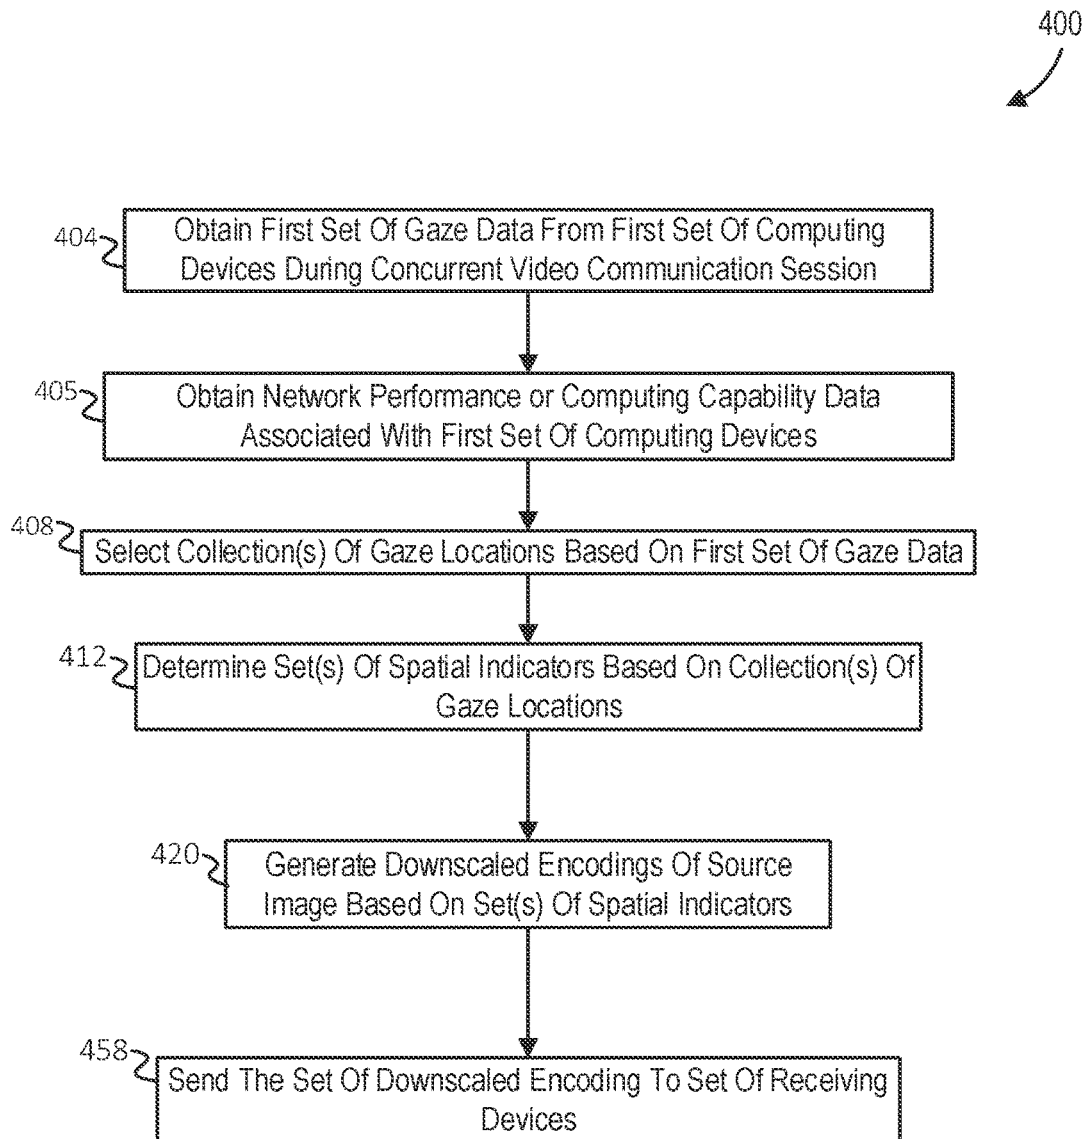 400
404
Obtain First Set Of Gaze Data From First Set Of Computing
Devices During Concurrent Video Communication Session
405
Obtain Network Performance or Computing Capability Data
Associated With First Set Of Computing Devices
408
Select Collection(s) Of Gaze Locations Based On First Set Of Gaze Data
412
Determine Set(s) Of Spatial Indicators Based On Collection(s) Of
Gaze Locations
420
Generate Downscaled Encodings Of Source
Image Based On Set(s) Of Spatial Indicators
458
Send The Set Of Downscaled Encoding To Set Of Receiving
Devices